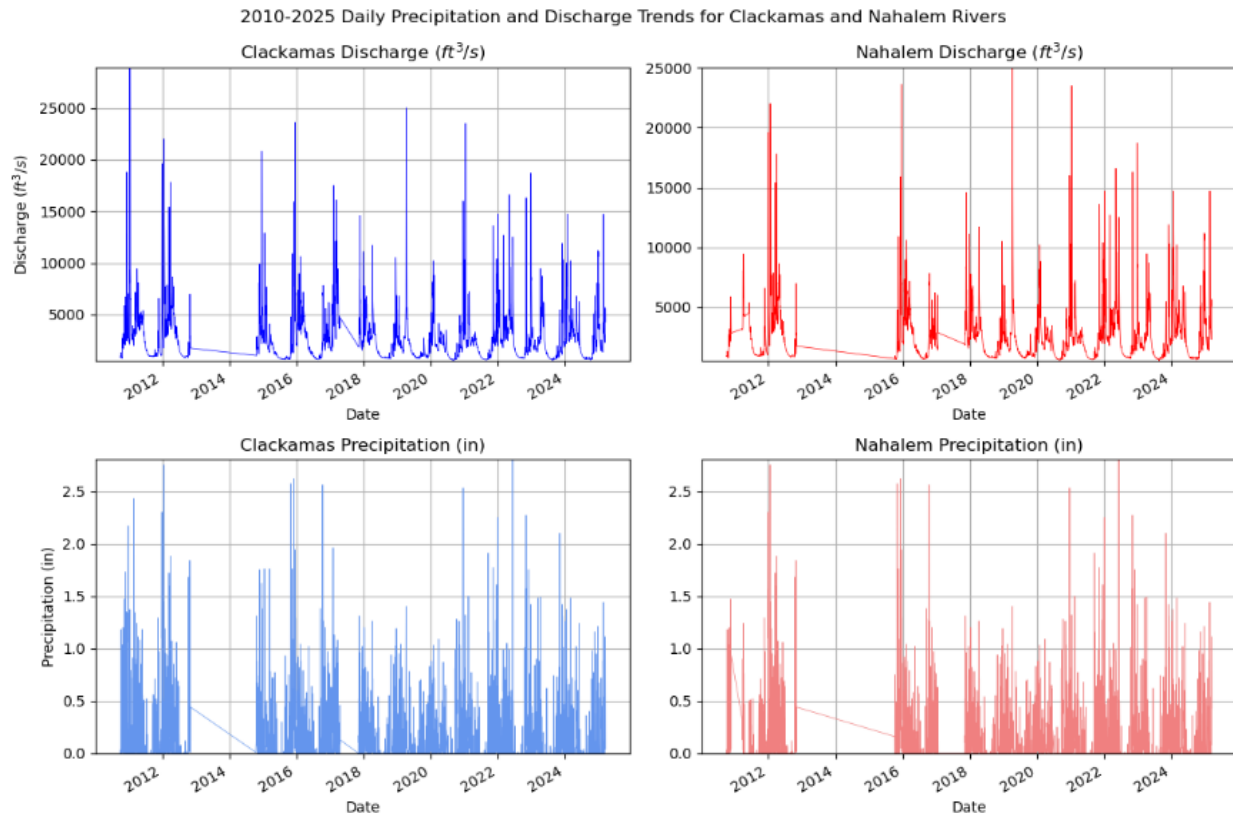 2010-2025 Daily Precipitation and Discharge Trends for Clackamas and Nahalem Rivers
Clackamas Discharge (ft³/s)
Discharge (ft³/s)
25000
20000
15000
10000
5000
2012 2014 2016 2018 2020 2022 2024
Date
Nahalem Discharge (ft³/s)
25000
20000
15000
10000
5000
2012 2014 2016 2018 2020 2022 2024
Date
Clackamas Precipitation (in)
Precipitation (in)
2.5
2.0
1.5
1.0
0.5
0.0
2012 2014 2016 2018 2020 2022 2024
Date
Nahalem Precipitation (in)
2.5
2.0
1.5
1.0
0.5
0.0
2012 2014 2016 2018 2020 2022 2024
Date